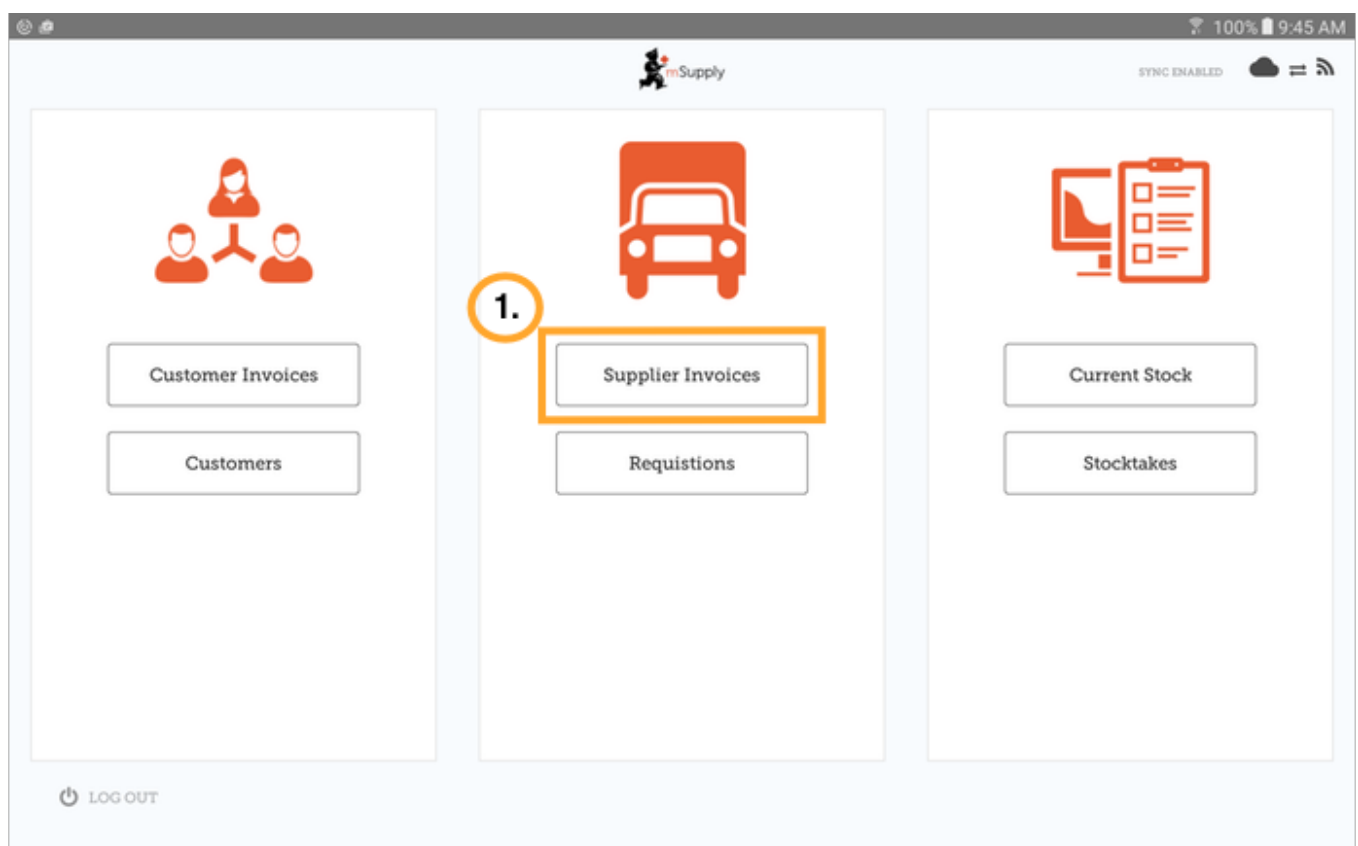 100% 9:45 AM
mSupply
SYNC ENABLED
1.
Customer Invoices
Supplier Invoices
Current Stock
Customers
Requistions
Stocktakes
LOG OUT